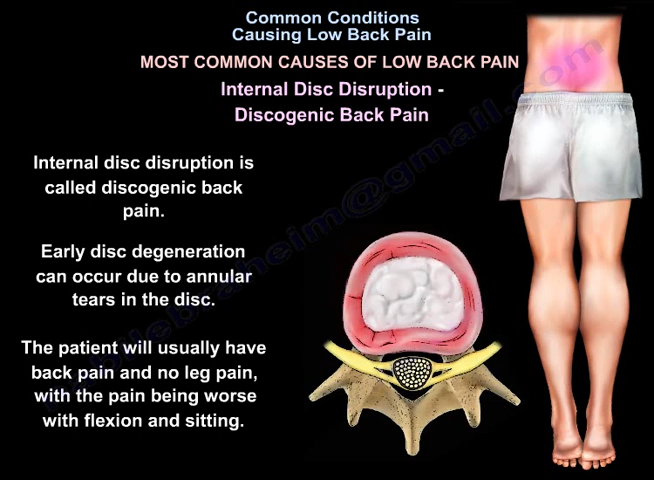 Common Conditions
Causing Low Back Pain
MOST COMMON CAUSES OF LOW BACK PAIN
Internal Disc Disruption -
Discogenic Back Pain
Internal disc disruption is
called discogenic back
pain.
Early disc degeneration
can occur due to annular
tears in the disc.
The patient will usually have
back pain and no leg pain,
with the pain being worse
with flexion and sitting.